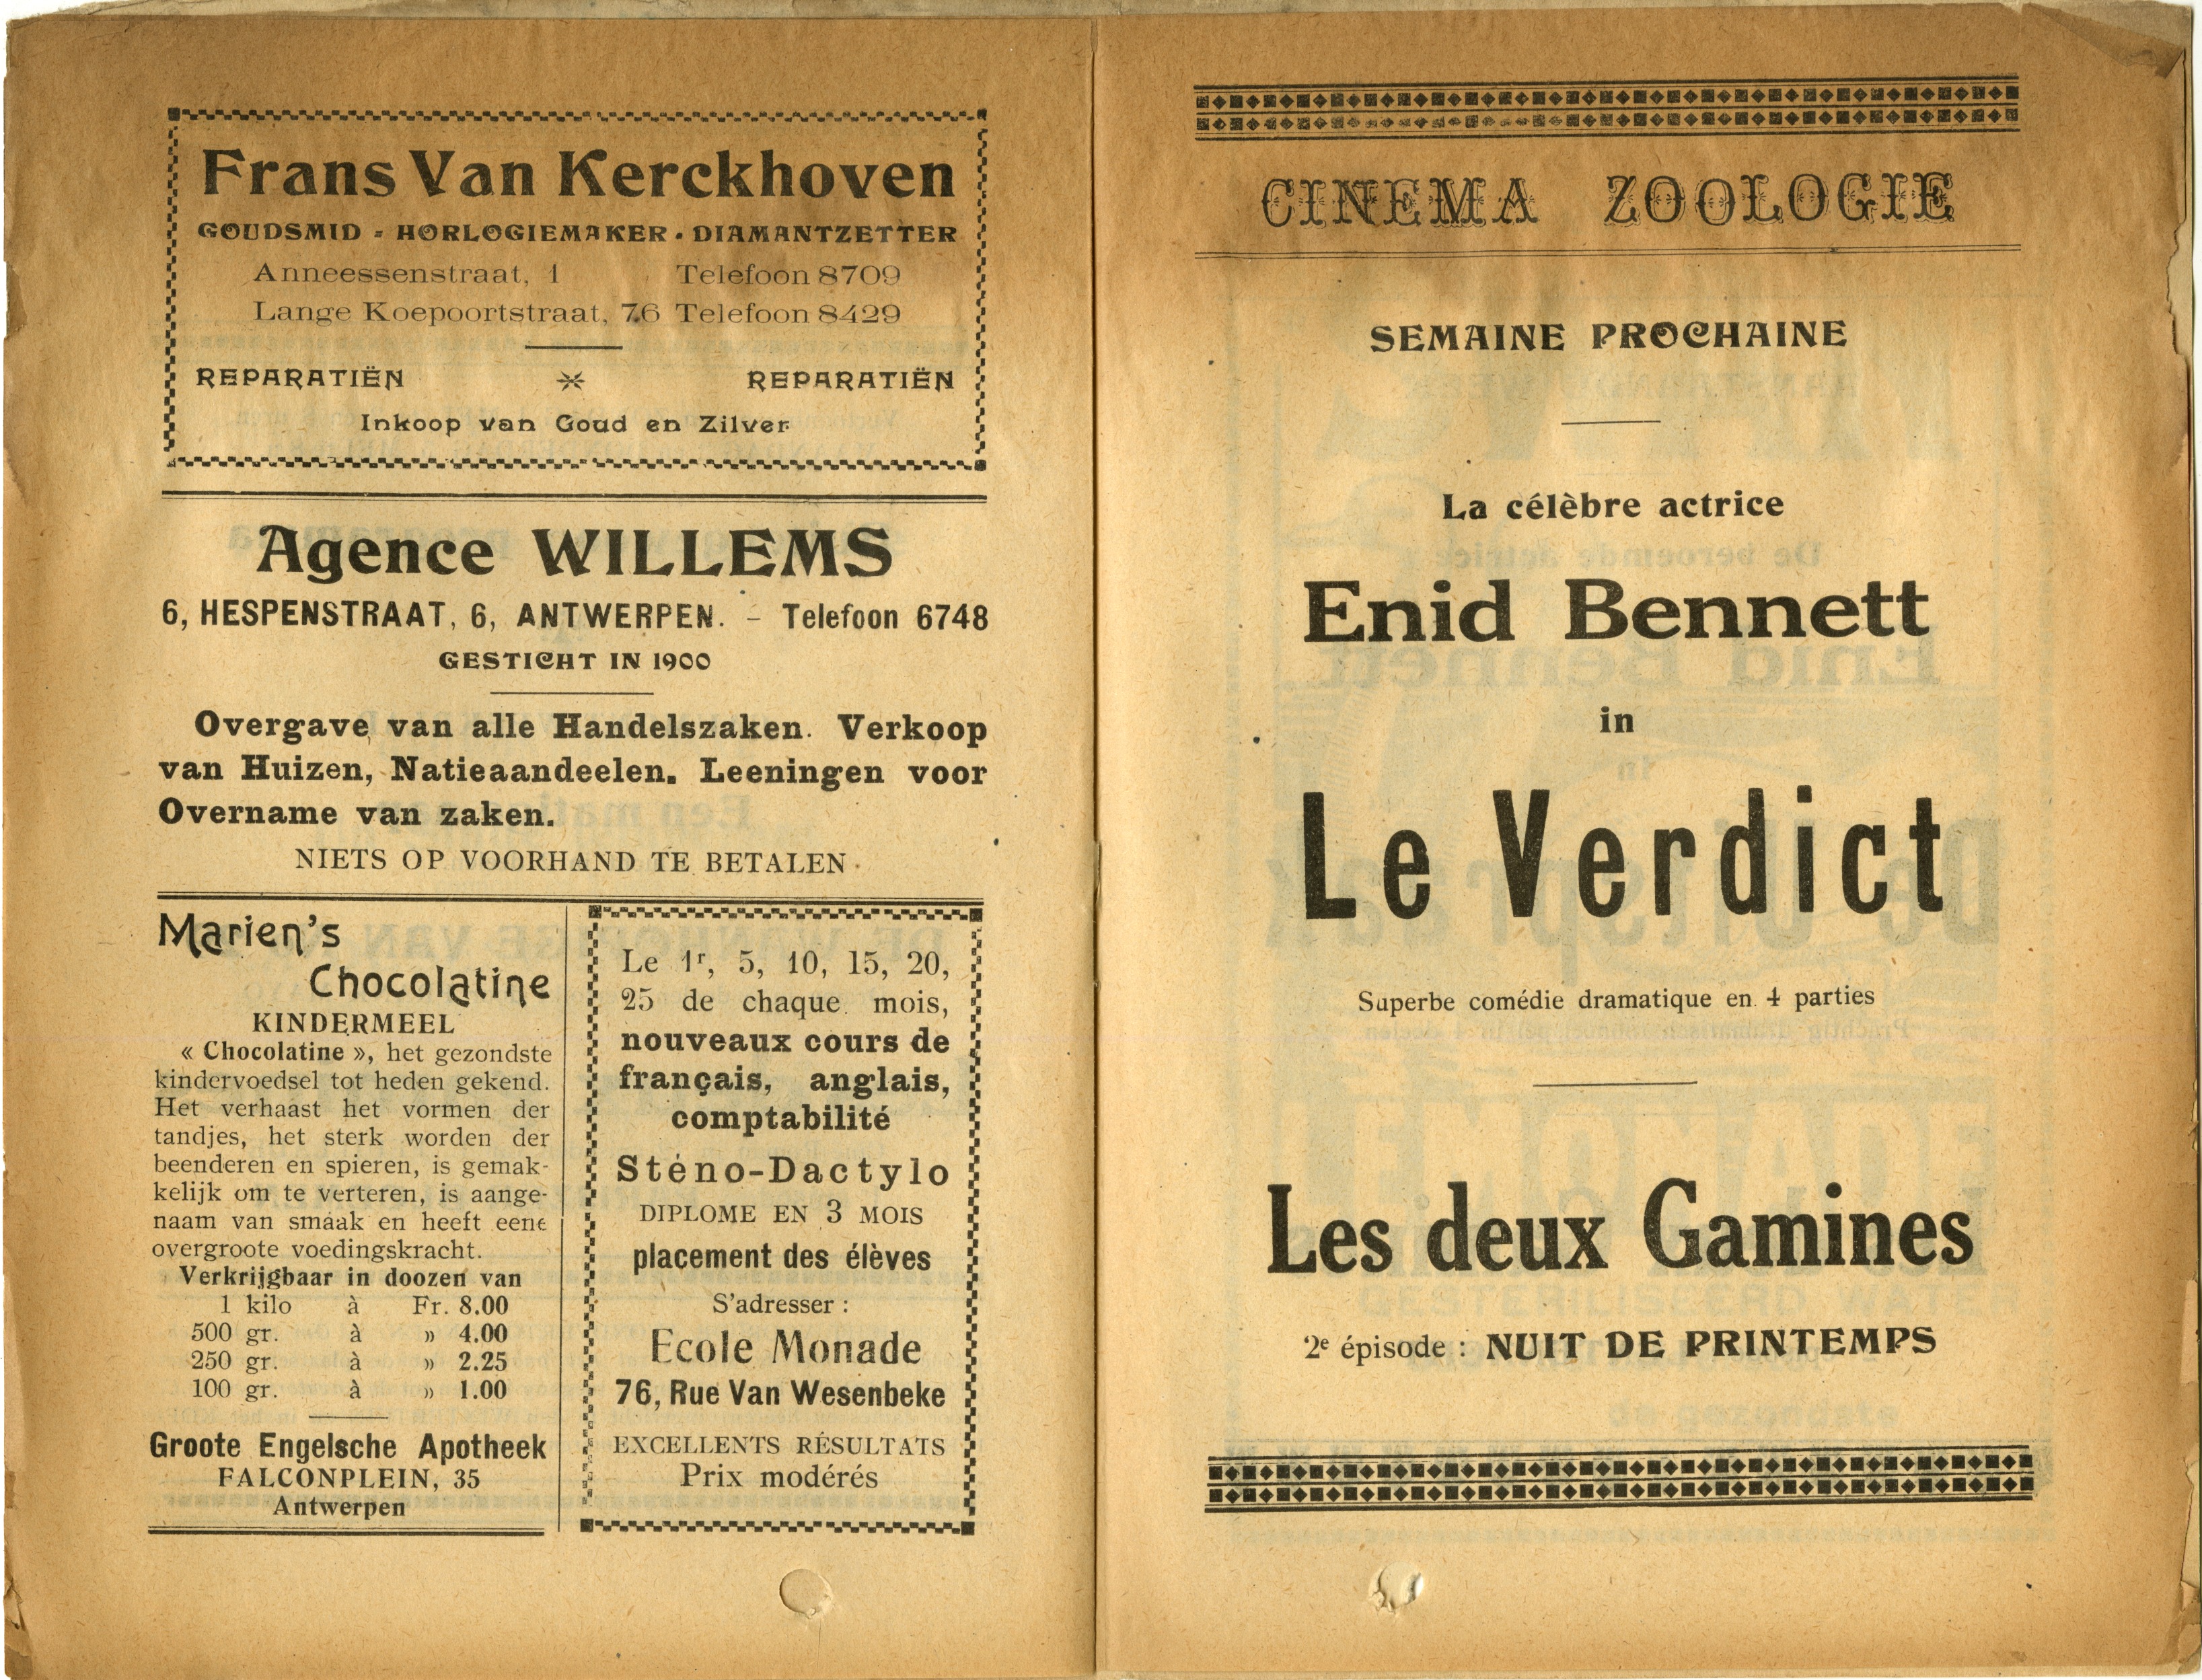 Frans Van Kerckhoven
GOUDSMID - HORLOGIEMAKER - DIAMANTZETTER
Anneessenstraat, 1 Telefoon 8709
Lange Koepoortstraat, 76 Telefoon 8429
REPARATIËN REPARATIËN
Inkoop van Goud en Zilver
Agence WILLEMS
6, HESPENSTRAAT, 6, ANTWERPEN. - Telefoon 6748
GESTICHT IN 1900
Overgave van alle Handelszaken. Verkoop
van Huizen, Natieaandeelen. Leeningen voor
Overname van zaken.
NIETS OP VOORHAND TE BETALEN
Marien's
Chocolatine
KINDERMEEL
« Chocolatine », het gezondste
kindervoedsel tot heden gekend.
Het verhaast het vormen der
tandjes, het sterk worden der
beenderen en spieren, is gemak-
kelijk om te verteren, is aange-
naam van smaak en heeft eene
overgroote voedingskracht.
Verkrijgbaar in doozen van
1 kilo à Fr. 8.00
500 gr. à » 4.00
250 gr. à » 2.25
100 gr. à » 1.00
Groote Engelsche Apotheek
FALCONPLEIN, 35
Antwerpen
Le 1r, 5, 10, 15, 20,
25 de chaque mois,
nouveaux cours de
français, anglais,
comptabilité
Sténo-Dactylo
DIPLOME EN 3 MOIS
placement des élèves
S'adresser :
Ecole Monade
76, Rue Van Wesenbeke
EXCELLENTS RÉSULTATS
Prix modérés
CINEMA ZOOLOGIE
SEMAINE PROCHAINE
La célèbre actrice
Enid Bennett
in
Le Verdict
Superbe comédie dramatique en 4 parties
Les deux Gamines
2e épisode : NUIT DE PRINTEMPS